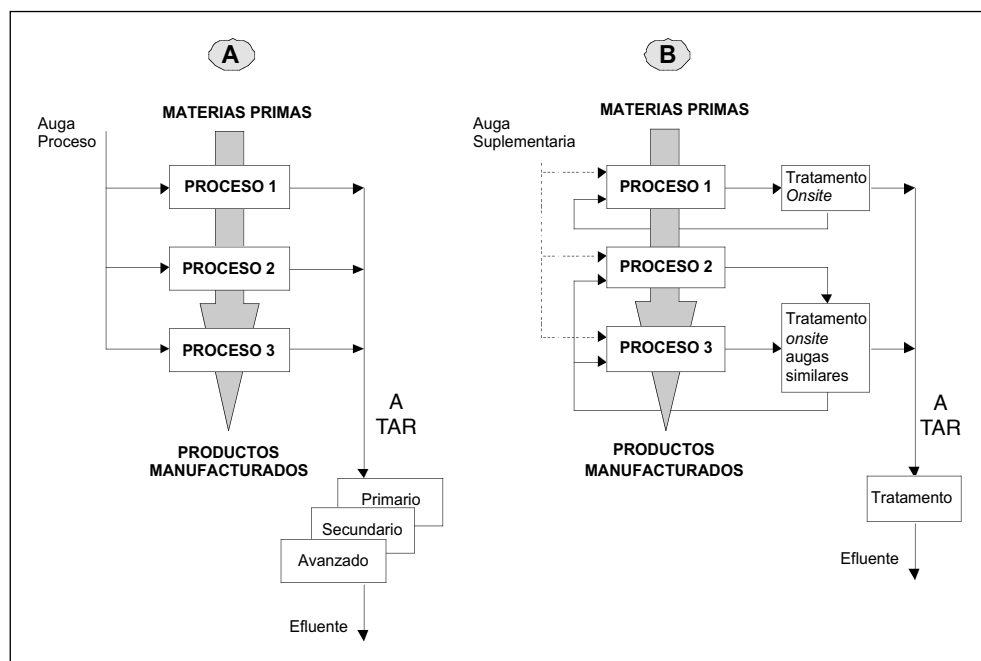 A
MATERIAS PRIMAS
Auga
Proceso
PROCESO 1
PROCESO 2
PROCESO 3
A
TAR
PRODUCTOS
MANUFACTURADOS
Primario
Secundario
Avanzado
Efluente
B
MATERIAS PRIMAS
Auga
Suplementaria
PROCESO 1
Tratamento
Onsite
PROCESO 2
Tratamento
onsite
augas
similares
PROCESO 3
A
TAR
PRODUCTOS
MANUFACTURADOS
Tratamento
Efluente